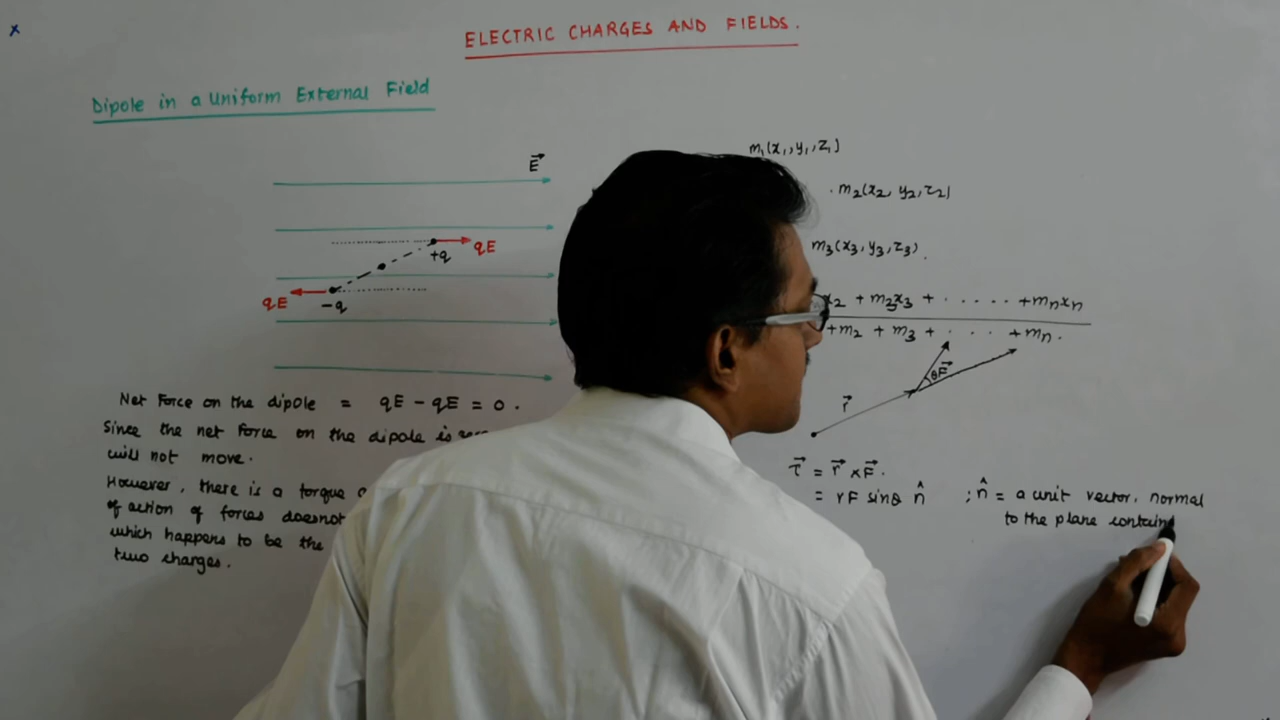 x
ELECTRIC CHARGES AND FIELDS.
Dipole in a Uniform External Field
E⃗
qE
+q
qE
-q
Net Force on the dipole = qE - qE = 0.
Since the net Force on the dipole is
will not move.
However, there is a torque
of action of forces doesnot
which happens to be the
two charges.
m₁(x₁,y₁,z₁)
.m₂(x₂, y₂, z₂)
m₃(x₃,y₃,z₃).
x₂ + m₃x₃ + ..... +mₙxₙ
+m₂ + m₃ + . . . +mₙ.
θF⃗
r⃗
τ⃗ = r⃗ ×F⃗.
= rF sinθ n̂ ; n̂ = a unit vector, normal
to the plane contain